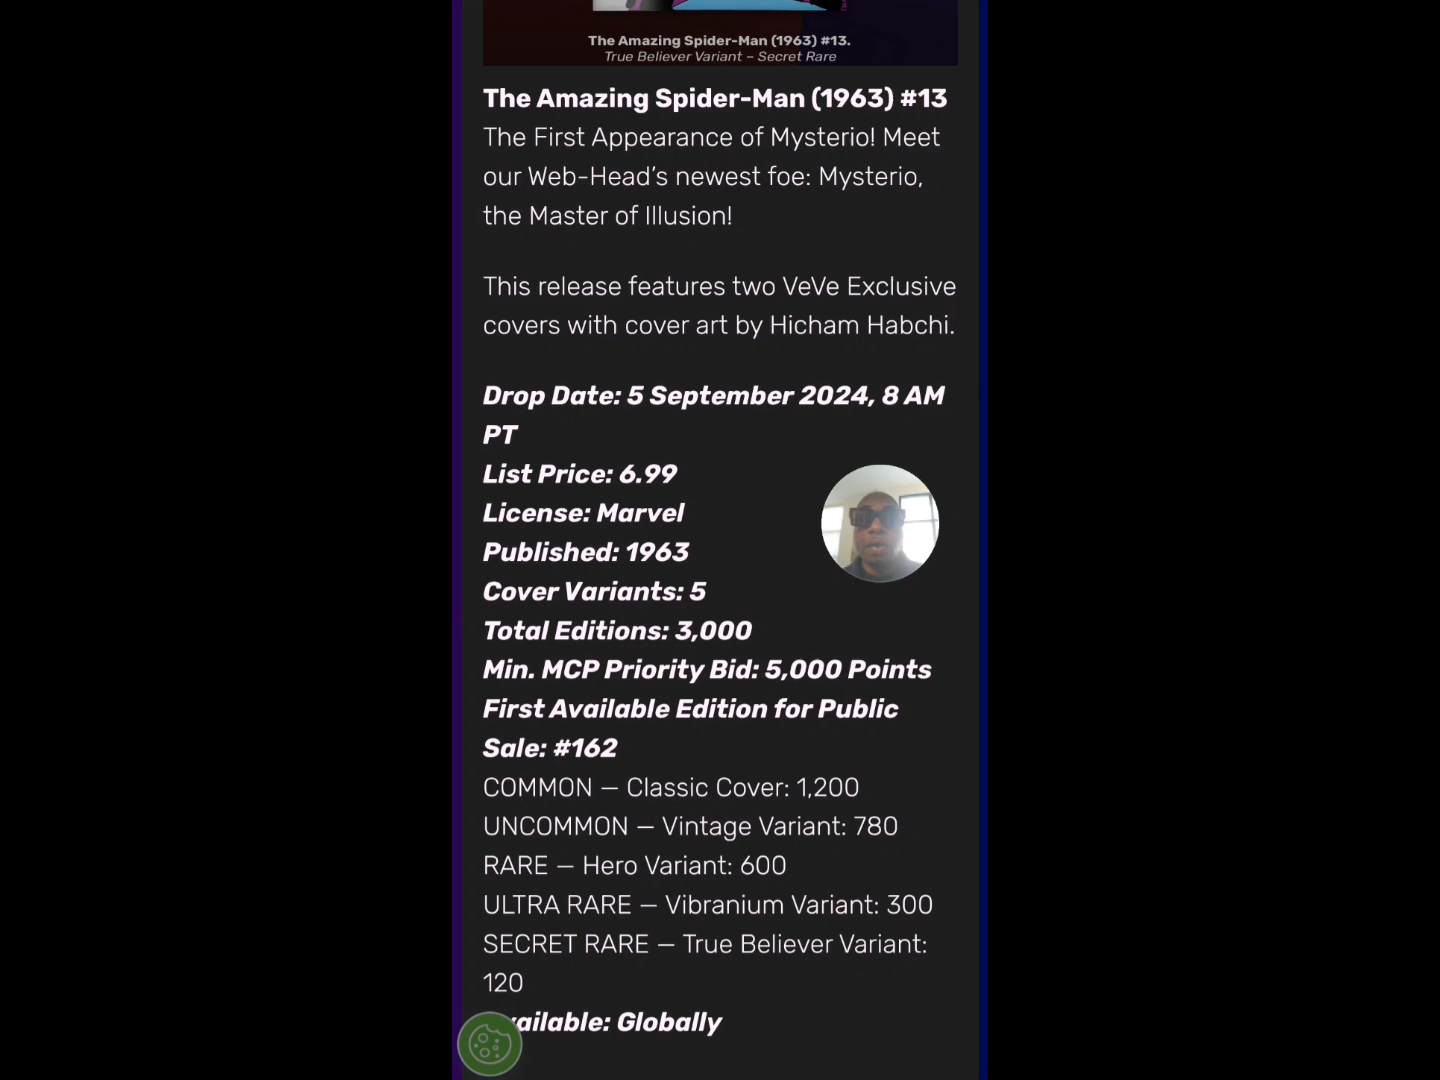 The Amazing Spider-Man (1963) #13.
True Believer Variant – Secret Rare
The Amazing Spider-Man (1963) #13
The First Appearance of Mysterio! Meet
our Web-Head’s newest foe: Mysterio,
the Master of Illusion!
This release features two VeVe Exclusive
covers with cover art by Hicham Habchi.
Drop Date: 5 September 2024, 8 AM
PT
List Price: 6.99
License: Marvel
Published: 1963
Cover Variants: 5
Total Editions: 3,000
Min. MCP Priority Bid: 5,000 Points
First Available Edition for Public
Sale: #162
COMMON — Classic Cover: 1,200
UNCOMMON — Vintage Variant: 780
RARE — Hero Variant: 600
ULTRA RARE — Vibranium Variant: 300
SECRET RARE — True Believer Variant:
120
Available: Globally